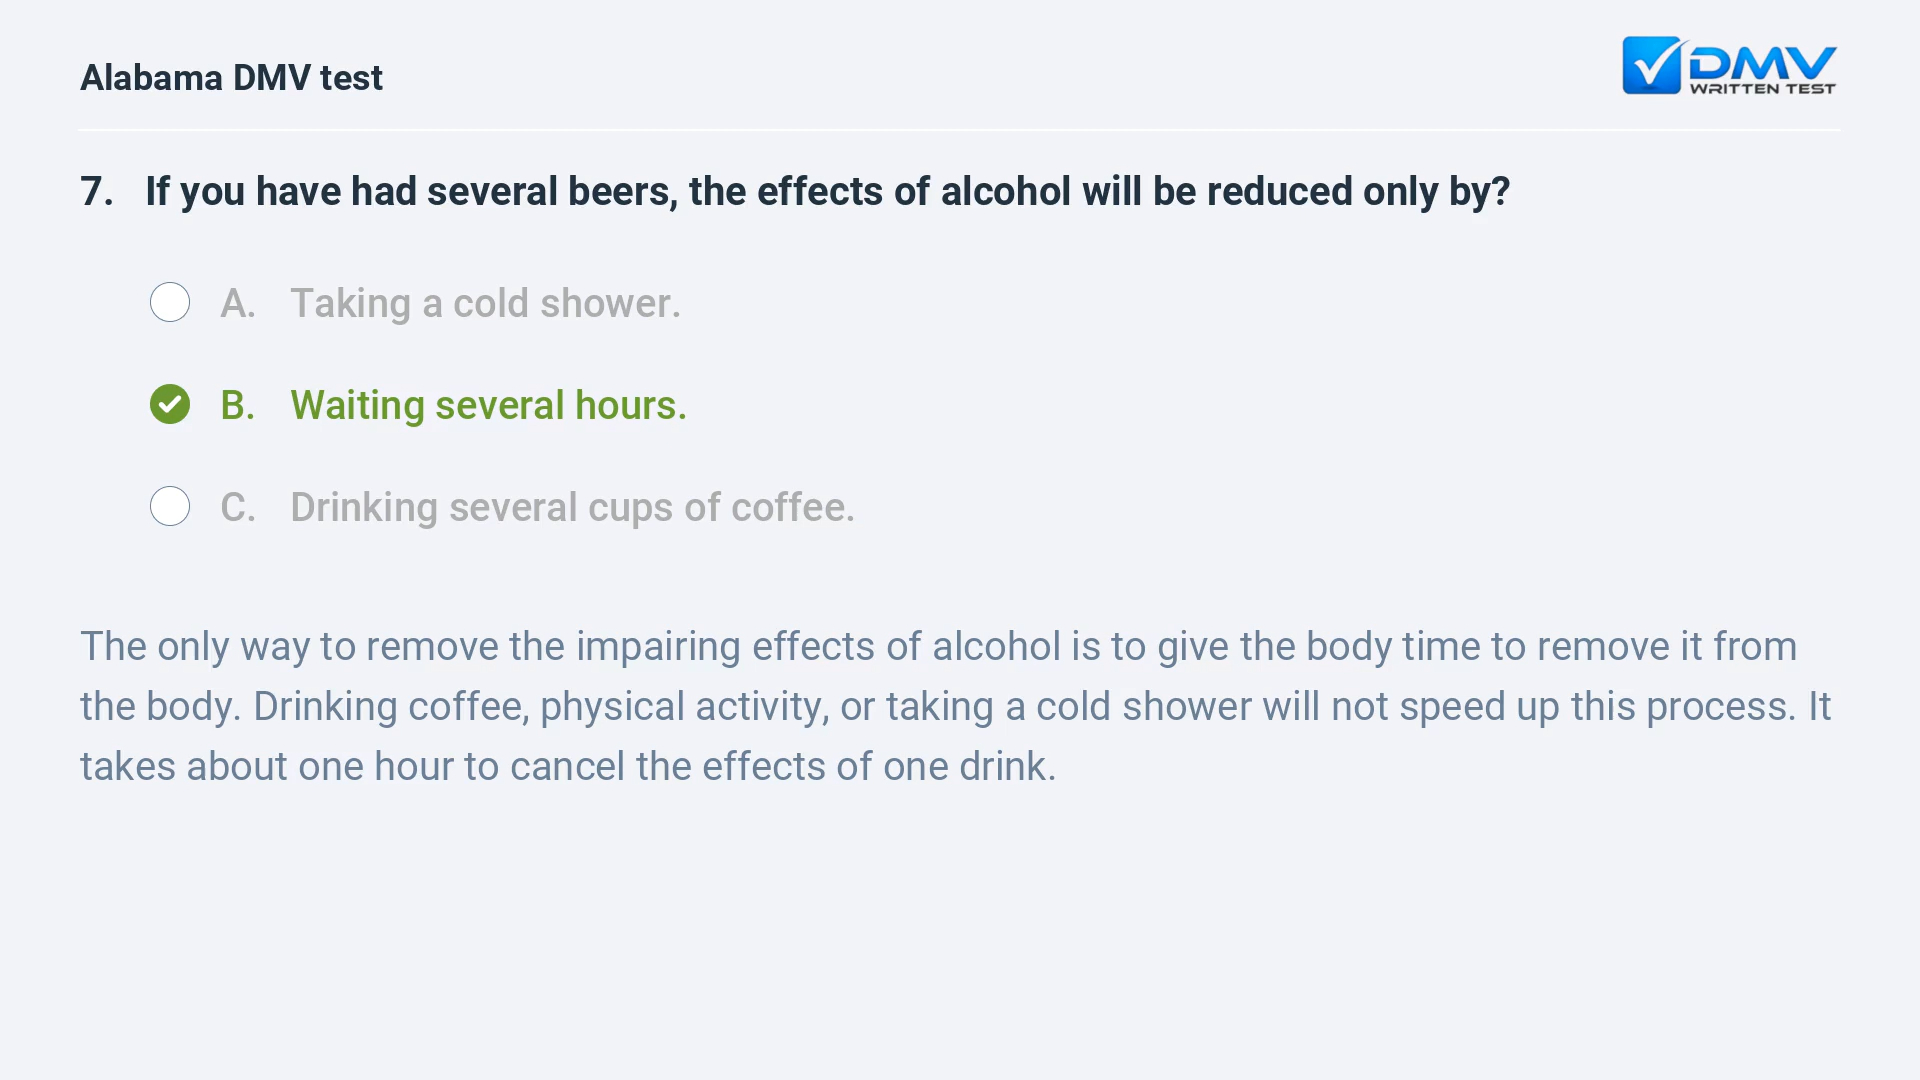 Alabama DMV test
DMV
WRITTEN TEST
7. If you have had several beers, the effects of alcohol will be reduced only by?
A. Taking a cold shower.
B. Waiting several hours.
C. Drinking several cups of coffee.
The only way to remove the impairing effects of alcohol is to give the body time to remove it from
the body. Drinking coffee, physical activity, or taking a cold shower will not speed up this process. It
takes about one hour to cancel the effects of one drink.